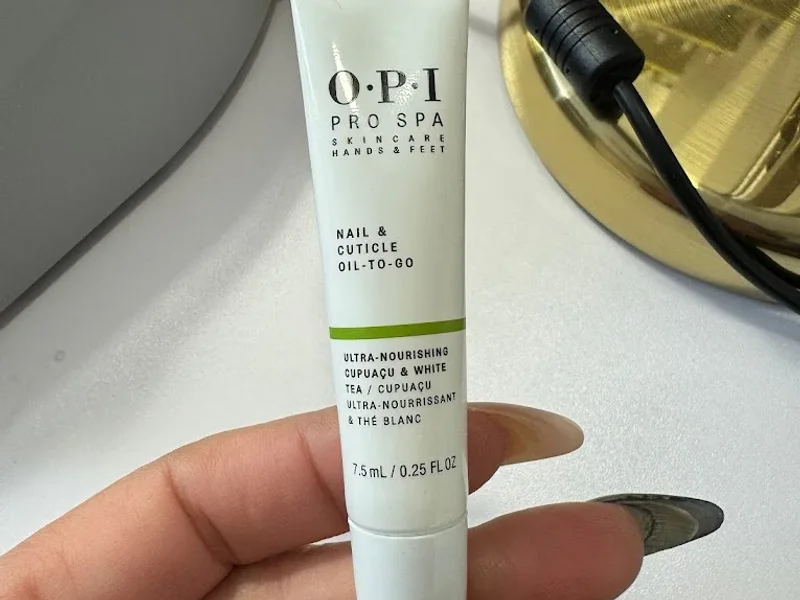 O·P·I
PRO SPA
SKINCARE
HANDS & FEET
NAIL &
CUTICLE
OIL-TO-GO
ULTRA-NOURISHING
CUPUAÇU & WHITE
TEA / CUPUAÇU
ULTRA-NOURRISSANT
& THÉ BLANC
7.5 mL / 0.25 FL OZ